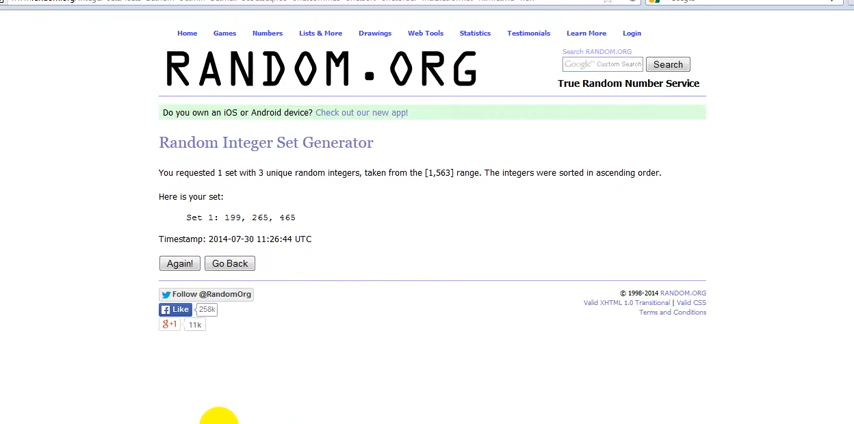 Home Games Numbers Lists & More Drawings Web Tools Statistics Testimonials Learn More Login
RANDOM.ORG
Search RANDOM.ORG
Google™ Custom Search Search
True Random Number Service
Do you own an iOS or Android device? Check out our new app!
Random Integer Set Generator
You requested 1 set with 3 unique random integers, taken from the [1,563] range. The integers were sorted in ascending order.
Here is your set:
Set 1: 199, 265, 465
Timestamp: 2014-07-30 11:26:44 UTC
Again! Go Back
Follow @RandomOrg
Like 258k
+1 11k
© 1998-2014 RANDOM.ORG
Valid XHTML 1.0 Transitional | Valid CSS
Terms and Conditions